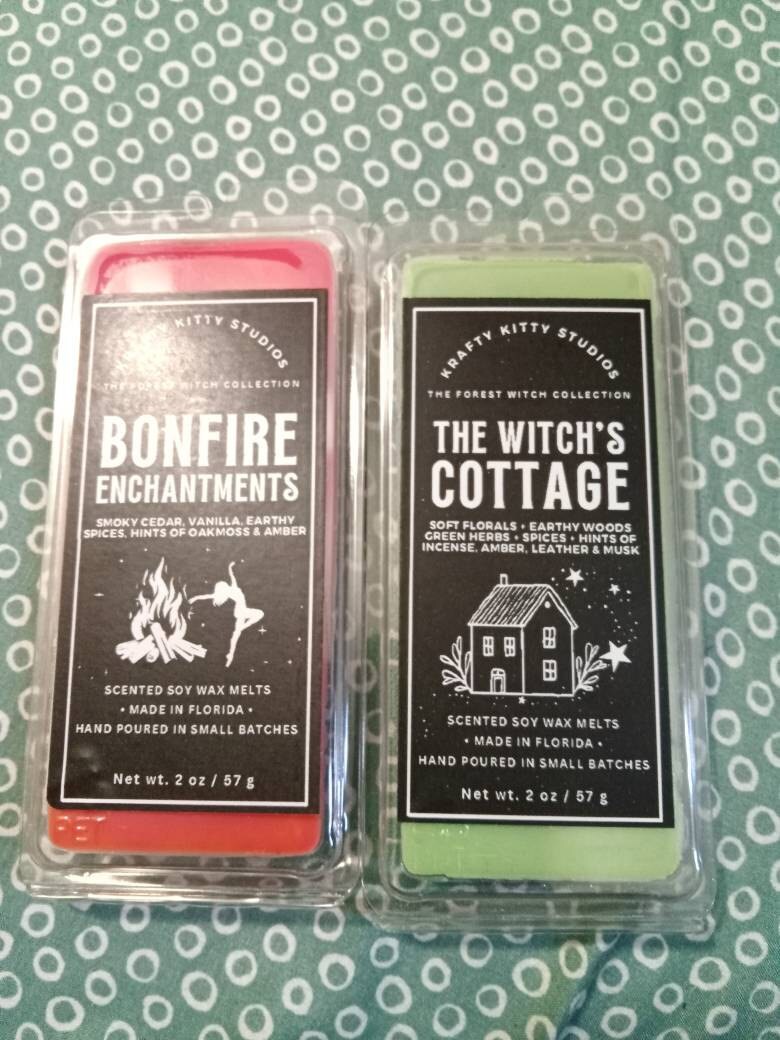 KITTY STUDIOS
THE FOREST WITCH COLLECTION
BONFIRE
ENCHANTMENTS
SMOKY CEDAR, VANILLA, EARTHY
SPICES, HINTS OF OAKMOSS & AMBER
SCENTED SOY WAX MELTS
• MADE IN FLORIDA •
HAND POURED IN SMALL BATCHES
Net wt. 2 oz / 57 g
PET
KRAFTY KITTY STUDIOS
THE FOREST WITCH COLLECTION
THE WITCH'S
COTTAGE
SOFT FLORALS + EARTHY WOODS
GREEN HERBS + SPICES + HINTS OF
INCENSE, AMBER, LEATHER & MUSK
SCENTED SOY WAX MELTS
• MADE IN FLORIDA •
HAND POURED IN SMALL BATCHES
Net wt. 2 oz / 57 g